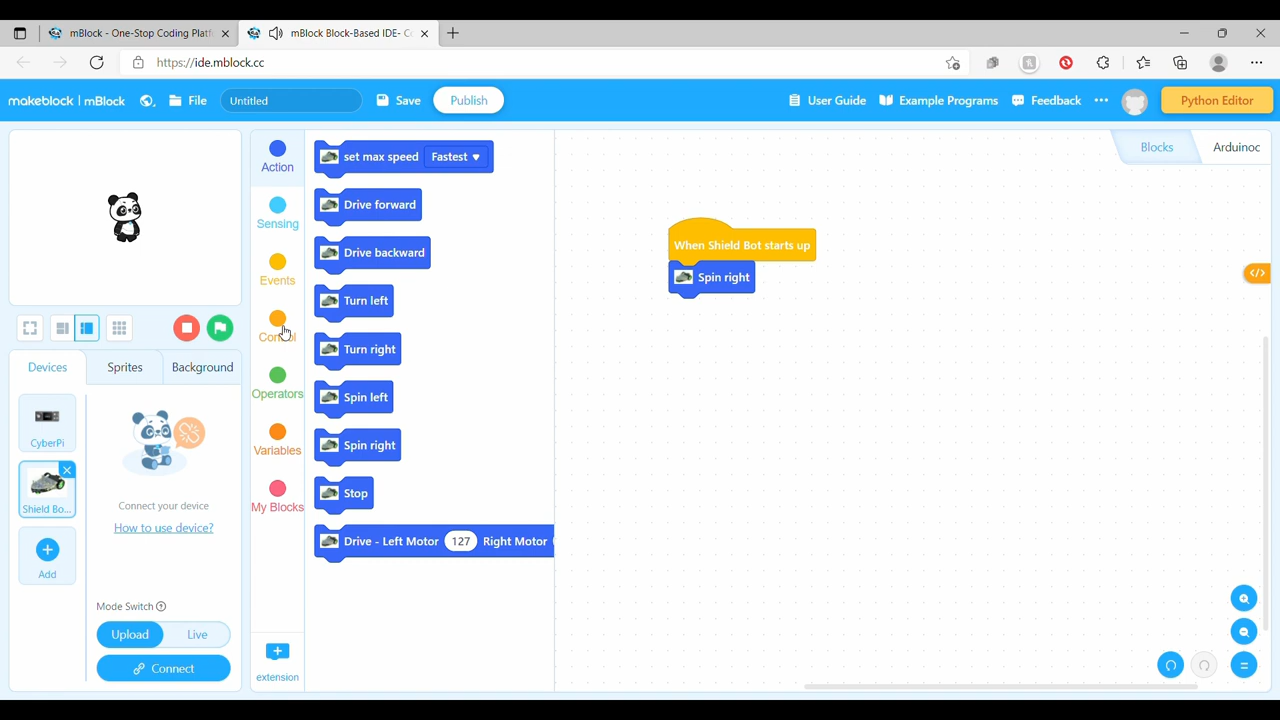 mBlock - One-Stop Coding Platf
mBlock Block-Based IDE- C
https://ide.mblock.cc
makeblock | mBlock
File
Untitled
Save
Publish
User Guide
Example Programs
Feedback
Python Editor
Action
Sensing
Events
Control
Operators
Variables
My Blocks
extension
set max speed Fastest
Drive forward
Drive backward
Turn left
Turn right
Spin left
Spin right
Stop
Drive - Left Motor 127 Right Motor
When Shield Bot starts up
Spin right
Blocks
Arduinoc
Devices
Sprites
Background
CyberPi
Shield Bo...
Add
Connect your device
How to use device?
Mode Switch
Upload
Live
Connect